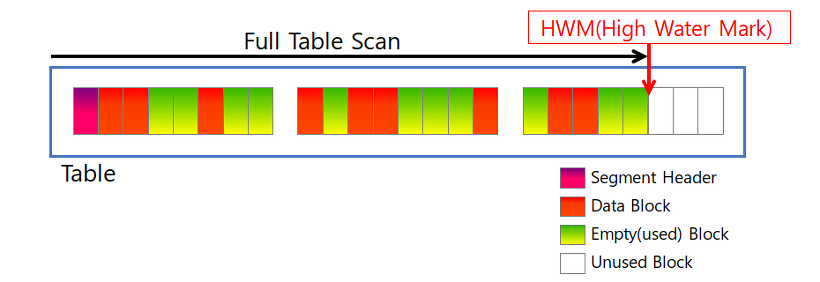 HWM(High Water Mark)
Full Table Scan
Table
Segment Header
Data Block
Empty(used) Block
Unused Block